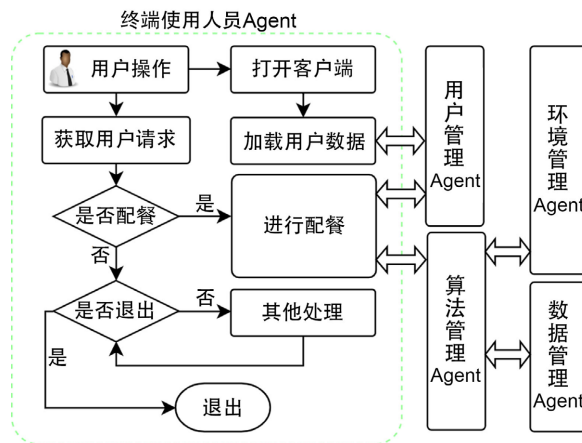 终端使用人员Agent
用户操作
打开客户端
获取用户请求
加载用户数据
是否配餐
是
进行配餐
否
是否退出
否
其他处理
是
退出
用户管理Agent
算法管理Agent
环境管理Agent
数据管理Agent